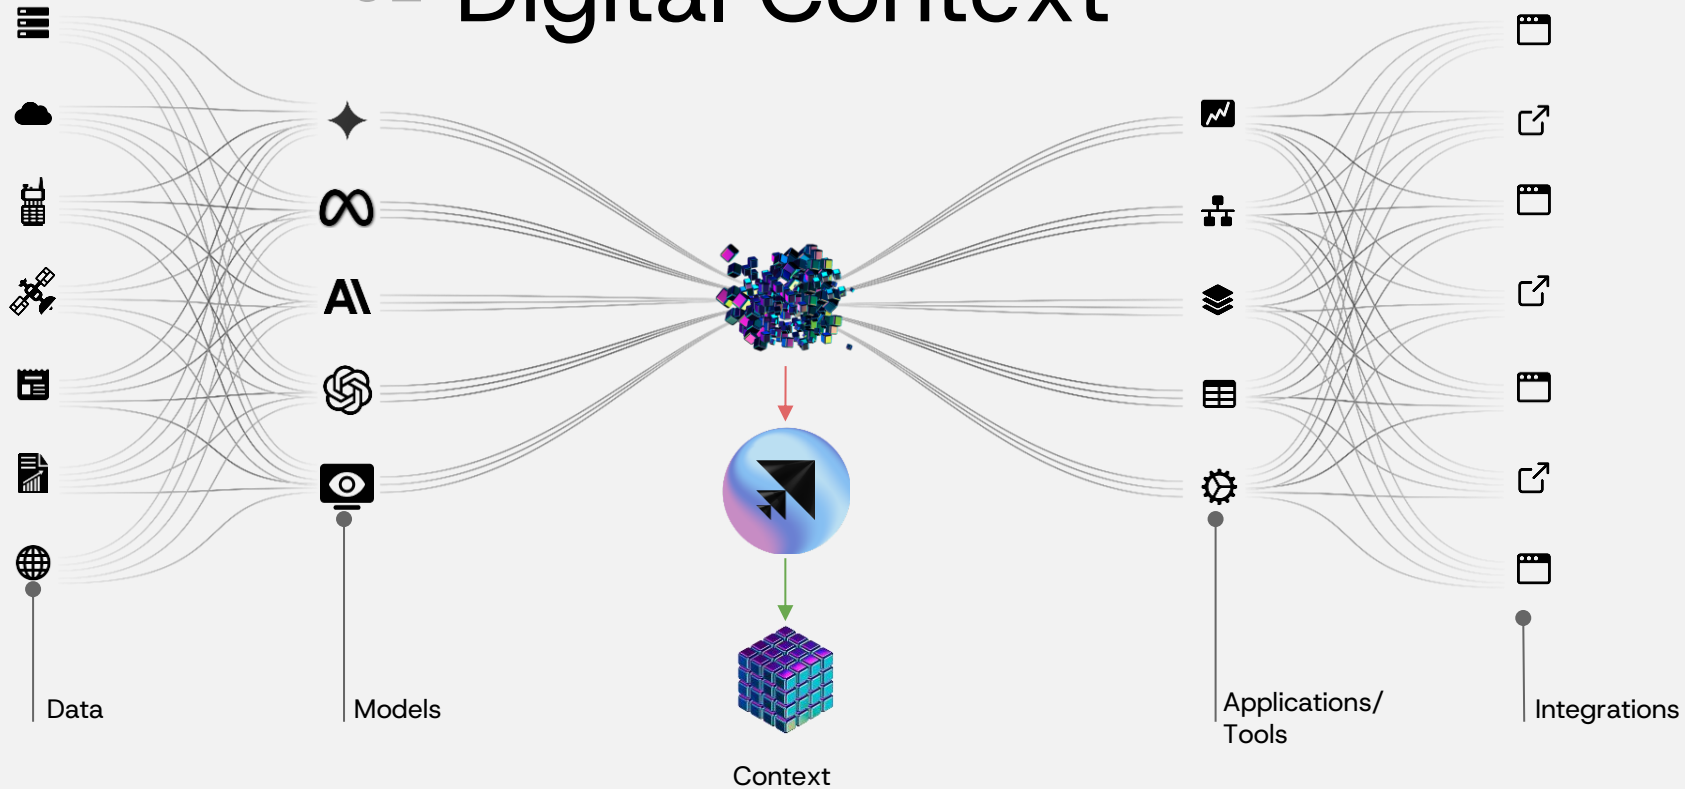 Digital Context
Data
Models
Context
Applications/
Tools
Integrations